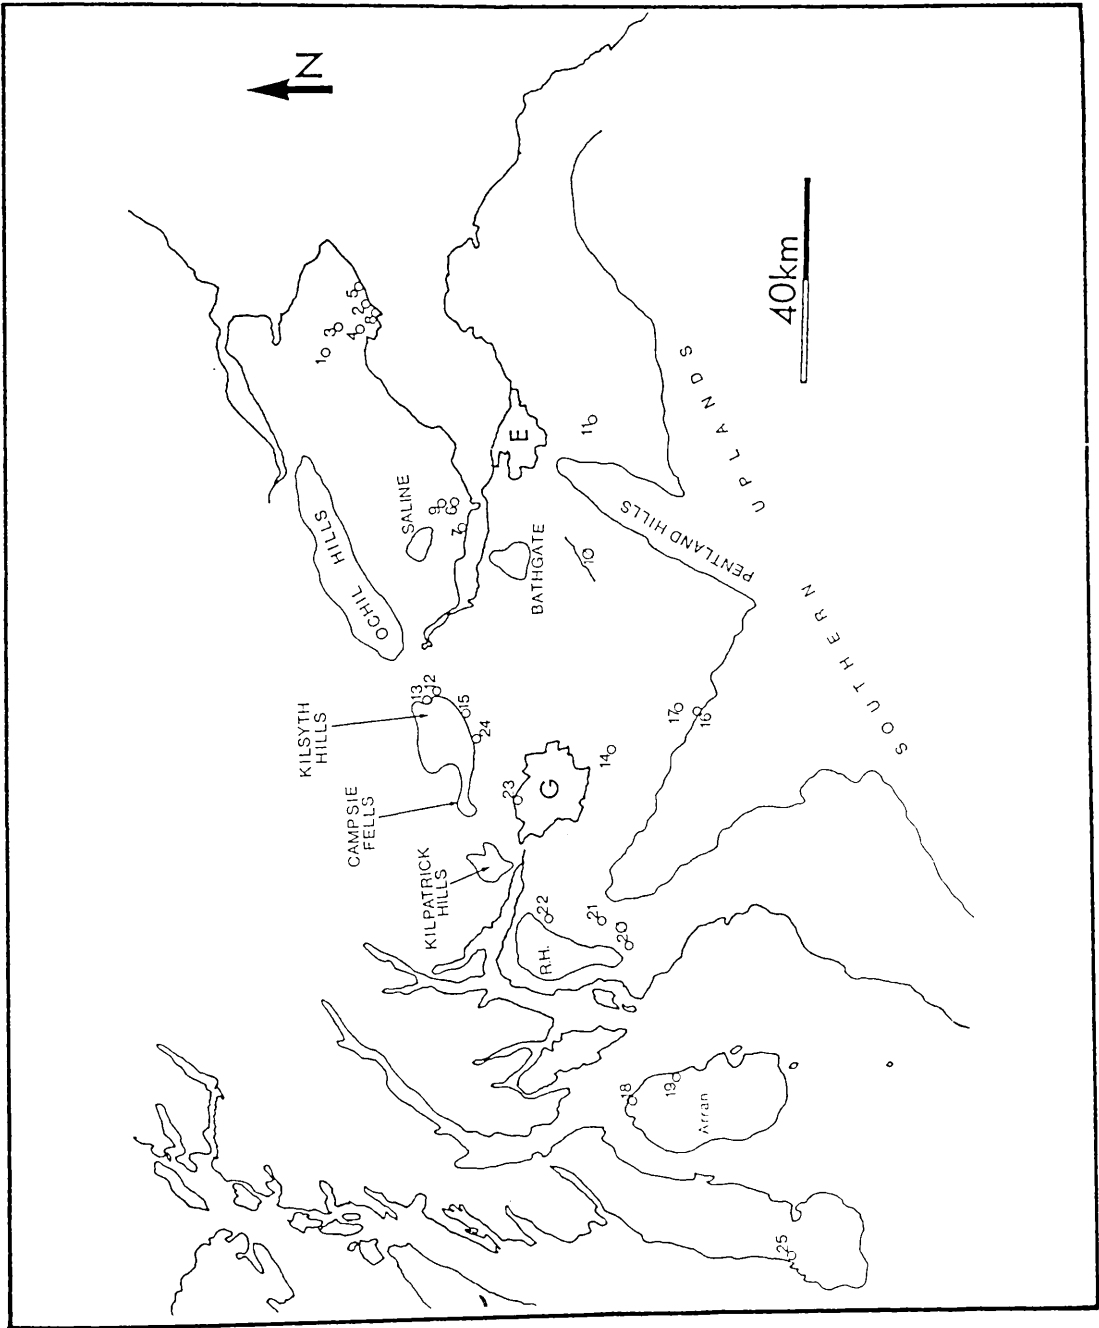 N
40km
1
3
4
2
5
8
OCHIL HILLS
SALINE
9
6
7
E
11
BATHGATE
10
PENTLAND HILLS
SOUTHERN UPLANDS
KILSYTH
HILLS
13
12
15
24
CAMPSIE
FELLS
KILPATRICK
HILLS
23
G
14
17
16
R.H.
22
21
20
18
19
Arran
25